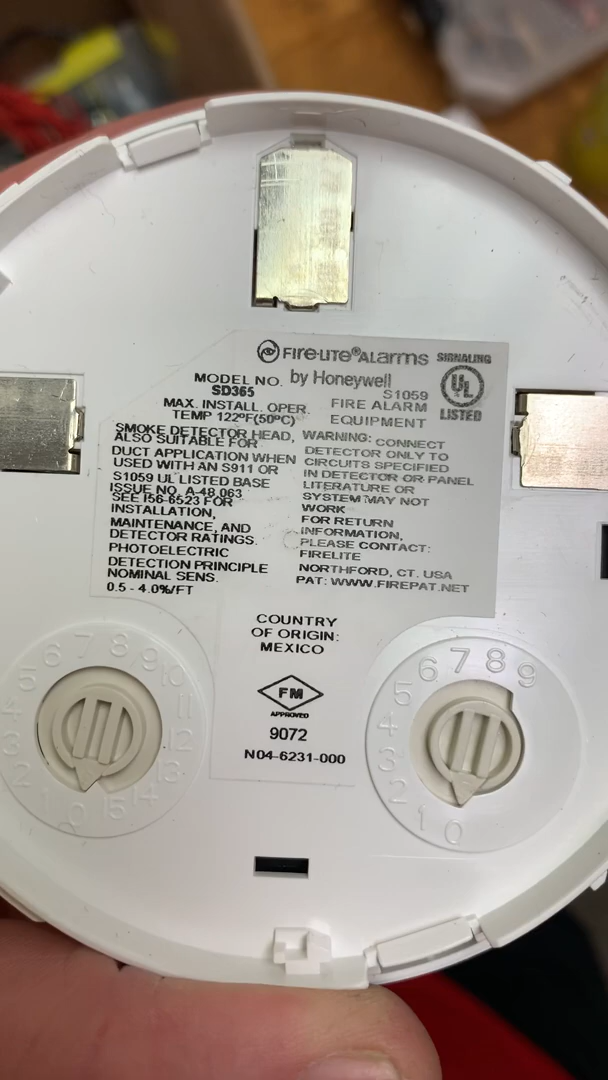 FIRE·LITE® ALARMS
by Honeywell
SIGNALING
UL
LISTED
MODEL NO.
SD365
S1059
MAX. INSTALL. OPER.
TEMP 122°F(50°C)
FIRE ALARM
EQUIPMENT
SMOKE DETECTOR HEAD,
ALSO SUITABLE FOR
DUCT APPLICATION WHEN
USED WITH AN S911 OR
S1059 UL LISTED BASE
ISSUE NO. A-48,063
SEE I56-6523 FOR
INSTALLATION,
MAINTENANCE, AND
DETECTOR RATINGS.
PHOTOELECTRIC
DETECTION PRINCIPLE
NOMINAL SENS.
0.5 - 4.0%/FT
WARNING: CONNECT
DETECTOR ONLY TO
CIRCUITS SPECIFIED
IN DETECTOR OR PANEL
LITERATURE OR
SYSTEM MAY NOT
WORK
FOR RETURN
INFORMATION,
PLEASE CONTACT:
FIRELITE
NORTHFORD, CT. USA
PAT: WWW.FIREPAT.NET
COUNTRY
OF ORIGIN:
MEXICO
FM
APPROVED
9072
N04-6231-000
0 1 2 3 4 5 6 7 8 9 10 11 12 13 14 15
0 1 2 3 4 5 6 7 8 9